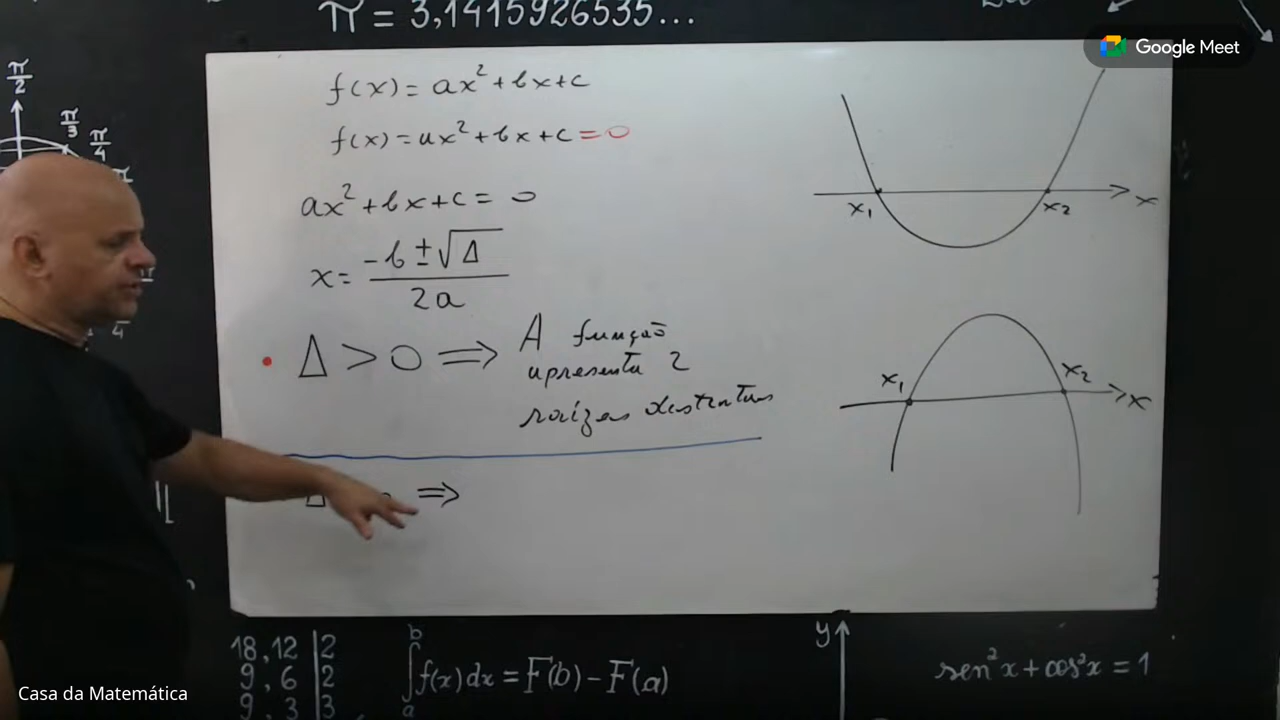 π = 3,1415926535...
Google Meet
π/2
π/3
π/4
f(x) = ax² + bx + c
f(x) = ax² + bx + c = 0
ax² + bx + c = 0
x = (-b ± √Δ) / 2a
• Δ > 0 ⇒ A função
apresenta 2
raízes distintas
Δ ⇒
x₁ x₂ x
x₁ x₂ x
18, 12 | 2
9, 6 | 2
9, 3 | 3
∫ₐᵇ f(x) dx = F(b) - F(a)
y
sen²x + cos²x = 1
Casa da Matemática